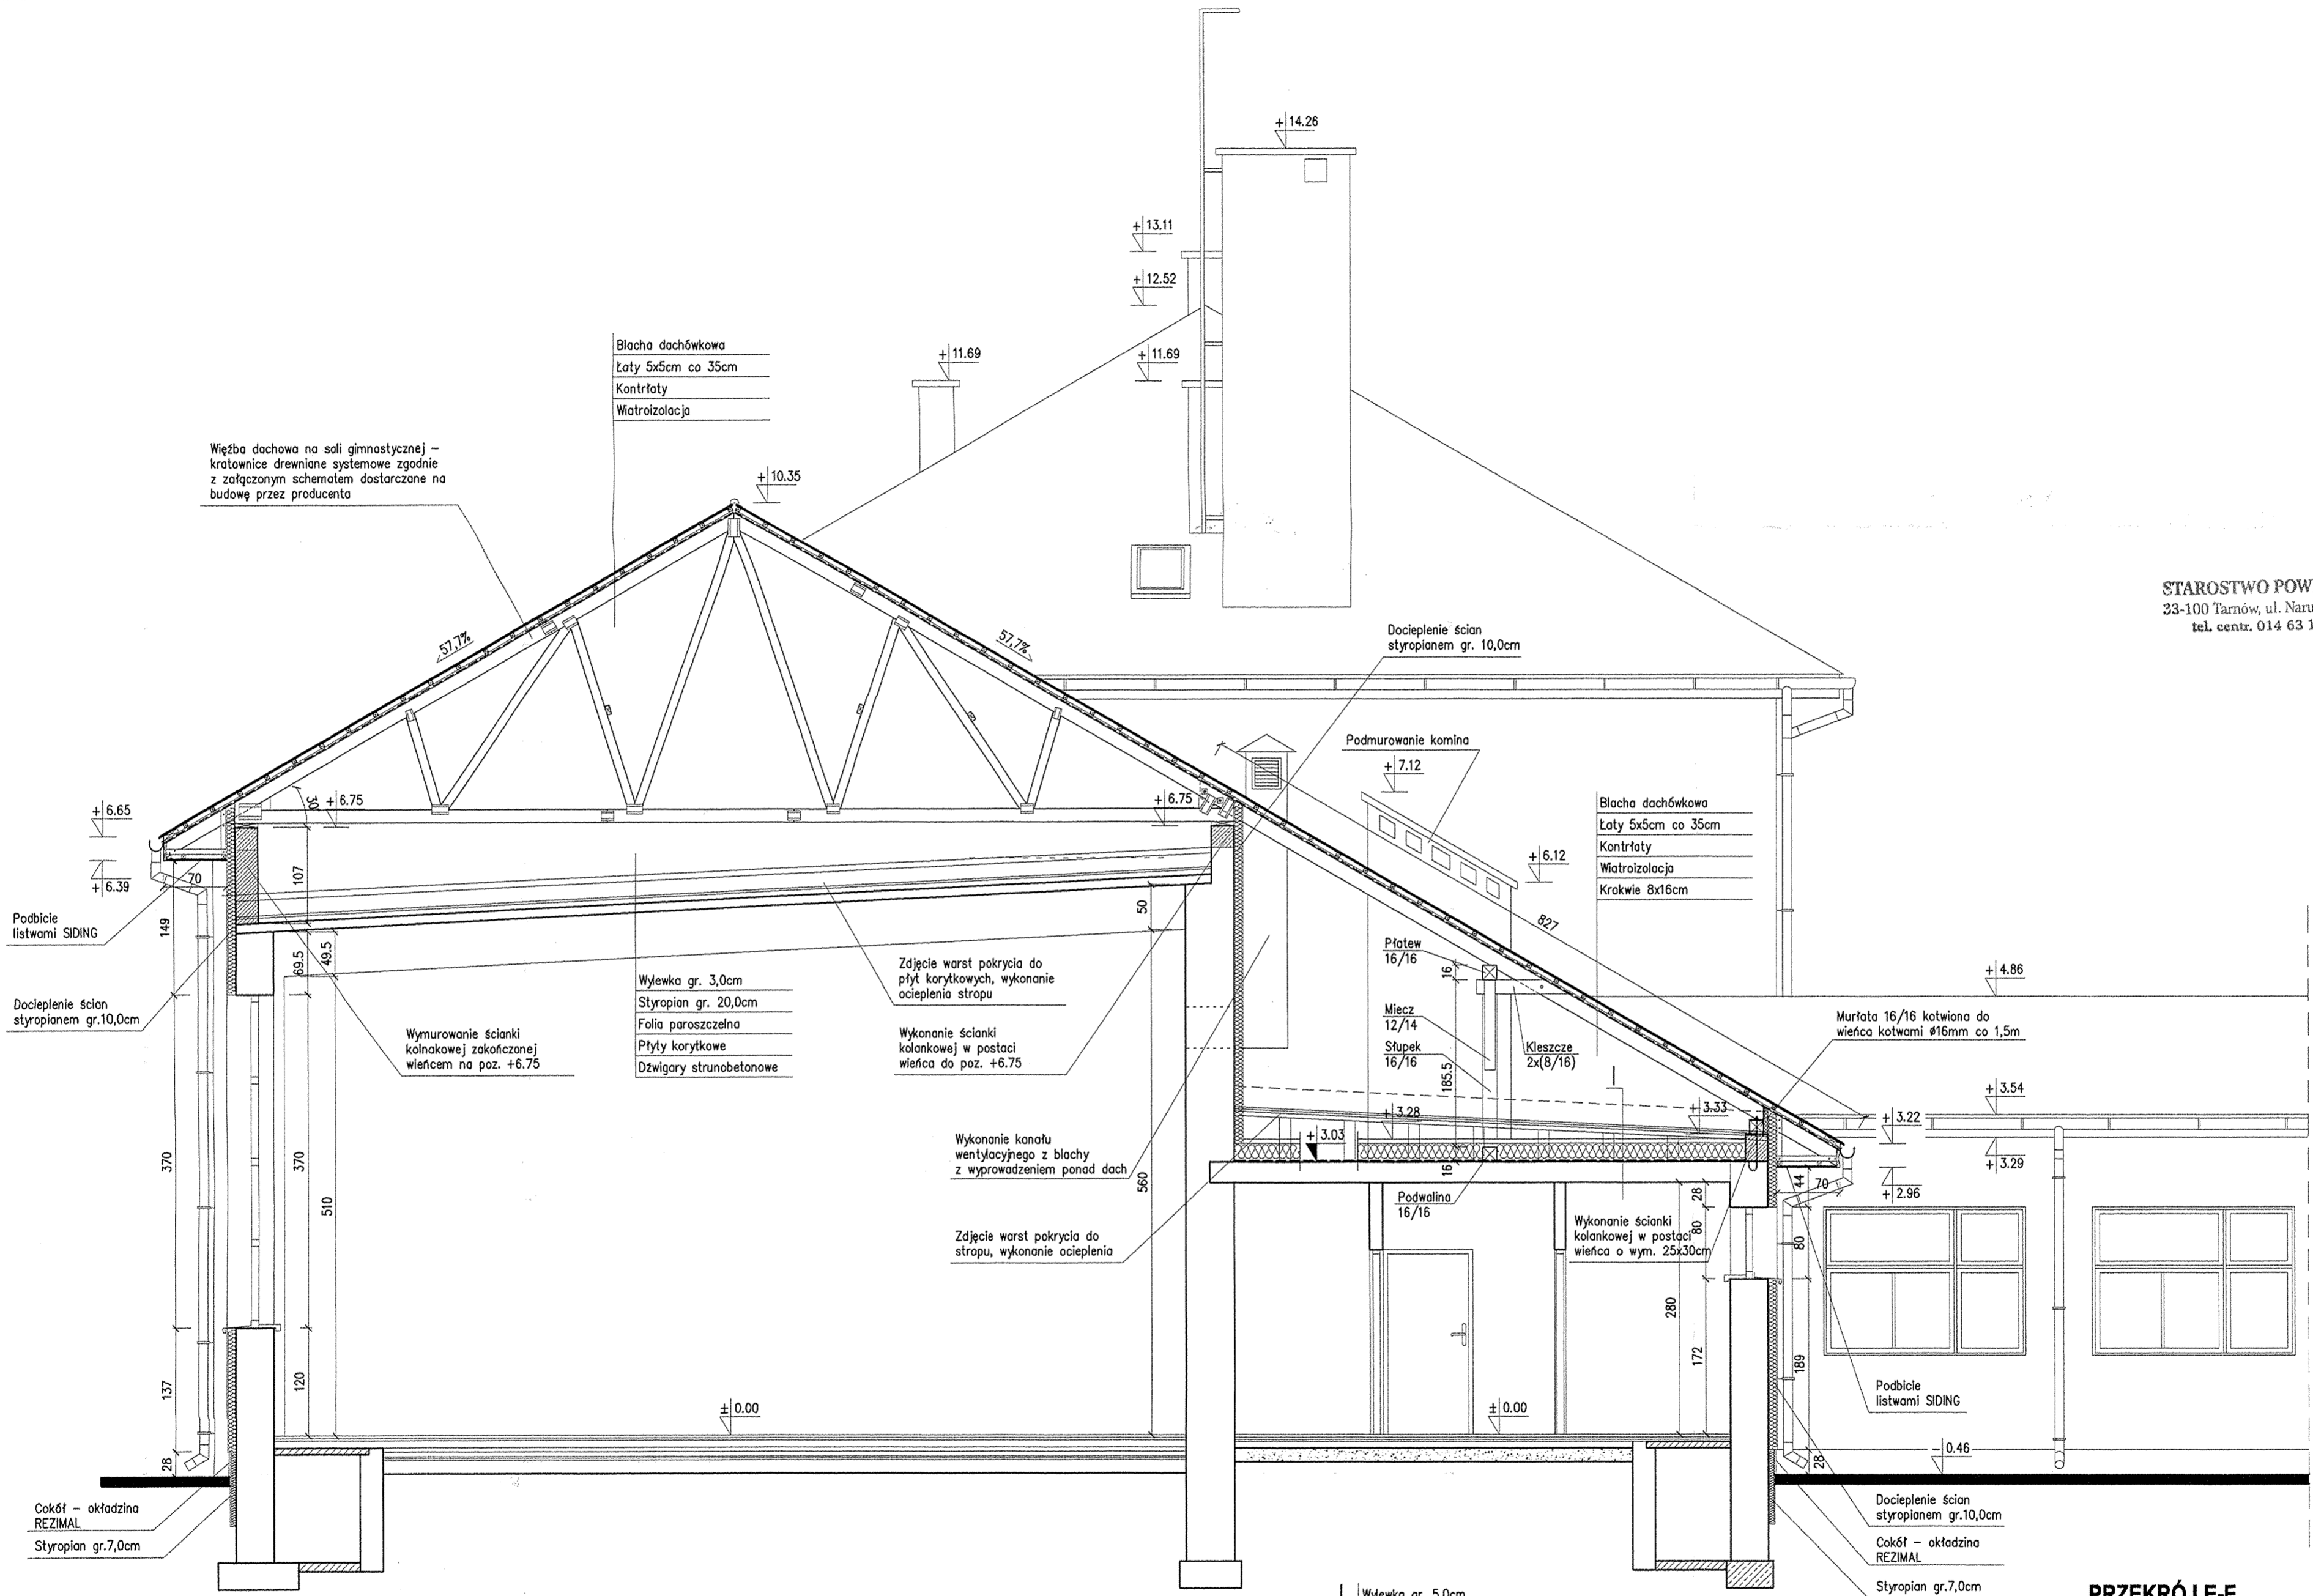 +14.26
+13.11
+12.52
+11.69
+11.69
Blacha dachówkowa
Łaty 5x5cm co 35cm
Kontrłaty
Wiatroizolacja
Więźba dachowa na sali gimnastycznej –
kratownice drewniane systemowe zgodnie
z załączonym schematem dostarczane na
budowę przez producenta
+10.35
57,7%
57,7%
STAROSTWO POW
33-100 Tarnów, ul. Naru
tel. centr. 014 63 1
Docieplenie ścian
styropianem gr. 10,0cm
Podmurowanie komina
+7.12
+6.65
+6.39
30°
+6.75
+6.75
+6.12
Blacha dachówkowa
Łaty 5x5cm co 35cm
Kontrłaty
Wiatroizolacja
Krokwie 8x16cm
70
107
149
69.5
49.5
50
827
Podbicie
listwami SIDING
Docieplenie ścian
styropianem gr.10,0cm
Wymurowanie ścianki
kolnakowej zakończonej
wieńcem na poz. +6.75
Wylewka gr. 3,0cm
Styropian gr. 20,0cm
Folia paroszczelna
Płyty korytkowe
Dźwigary strunobetonowe
Zdjęcie warst pokrycia do
płyt korytkowych, wykonanie
ocieplenia stropu
Wykonanie ścianki
kolankowej w postaci
wieńca do poz. +6.75
Płatew
16/16
16
Miecz
12/14
Słupek
16/16
185.5
Kleszcze
2x(8/16)
I
+4.86
Murłata 16/16 kotwiona do
wieńca kotwami ø16mm co 1,5m
+3.54
+3.22
+3.29
+2.96
+3.28
+3.33
+3.03
16
Wykonanie kanału
wentylacyjnego z blachy
z wyprowadzeniem ponad dach
Zdjęcie warst pokrycia do
stropu, wykonanie ocieplenia
Podwalina
16/16
Wykonanie ścianki
kolankowej w postaci
wieńca o wym. 25x30cm
370
370
510
560
280
28
80
172
44
70
80
189
28
137
120
28
±0.00
±0.00
Podbicie
listwami SIDING
-0.46
Cokół – okładzina
REZIMAL
Styropian gr.7,0cm
Docieplenie ścian
styropianem gr.10,0cm
Cokół – okładzina
REZIMAL
Styropian gr.7,0cm
I
Wylewka gr. 5,0cm
PRZEKRÓJ E-E